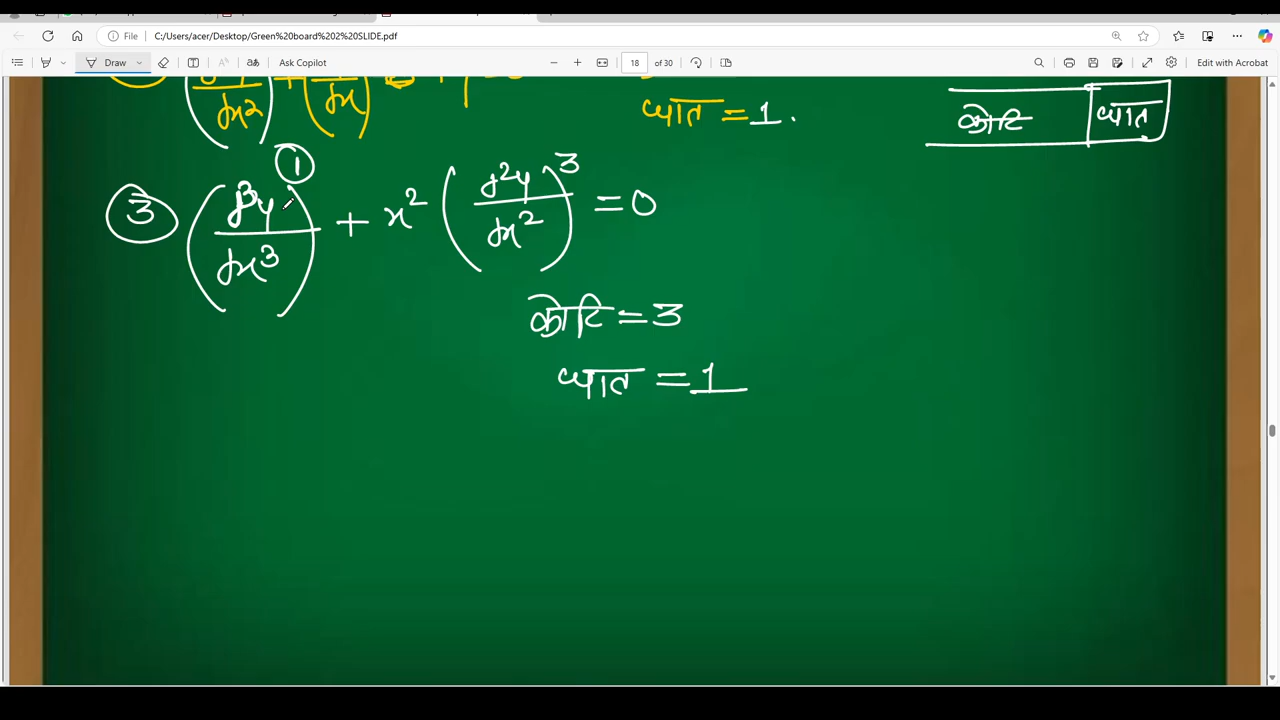 File C:/Users/acer/Desktop/Green%20board%202%20SLIDE.pdf
Draw Ask Copilot 18 of 30 Edit with Acrobat
घात = 1.
कोटि घात
③ (d³y/dx³)^① + x² (d²y/dx²)³ = 0
कोटि = 3
घात = 1